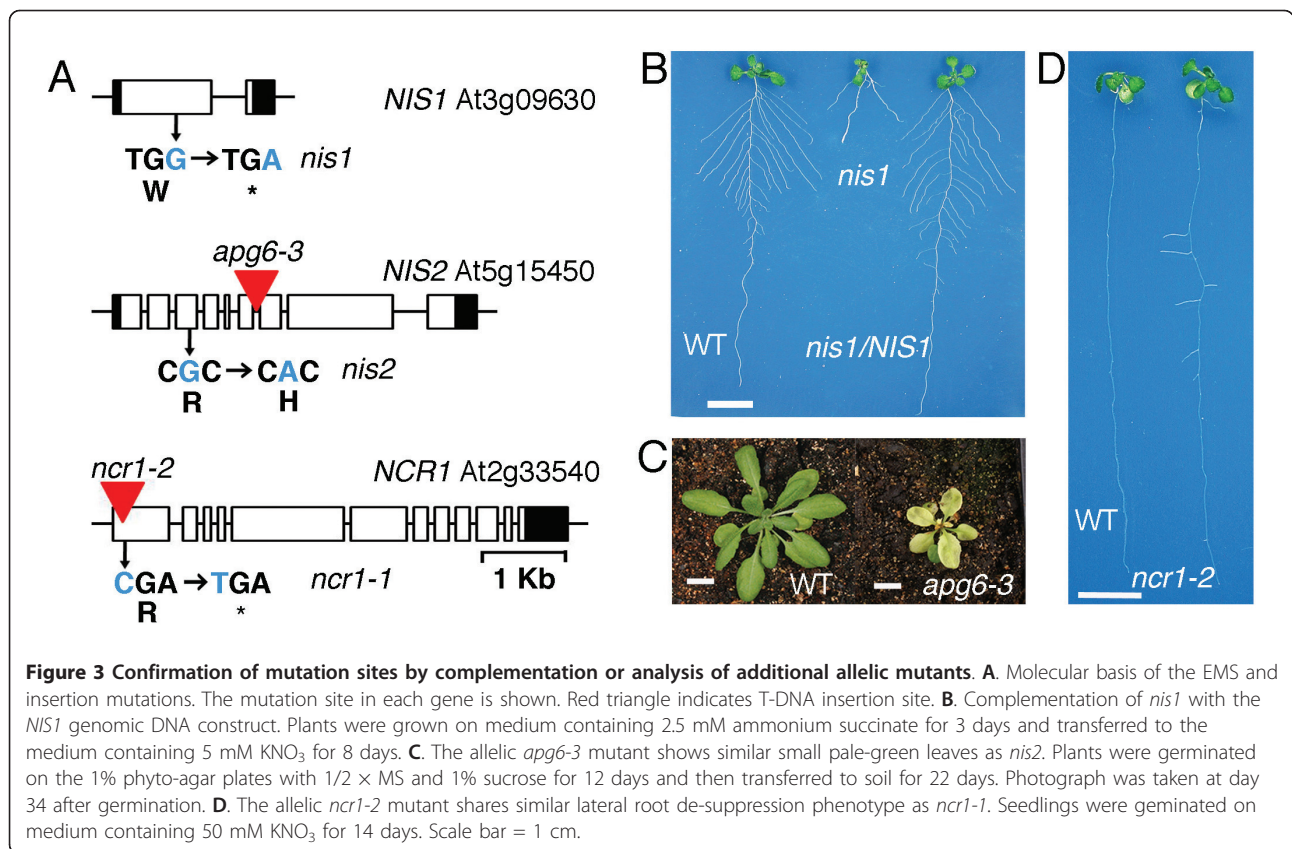 A
NIS1 At3g09630
TGG→TGA nis1
W *
apg6-3
NIS2 At5g15450
CGC→CAC nis2
R H
ncr1-2
NCR1 At2g33540
CGA→TGA ncr1-1
R *
1 Kb
B
nis1
WT
nis1/NIS1
C
WT
apg6-3
D
WT
ncr1-2
Figure 3 Confirmation of mutation sites by complementation or analysis of additional allelic mutants. A. Molecular basis of the EMS and
insertion mutations. The mutation site in each gene is shown. Red triangle indicates T-DNA insertion site. B. Complementation of nis1 with the
NIS1 genomic DNA construct. Plants were grown on medium containing 2.5 mM ammonium succinate for 3 days and transferred to the
medium containing 5 mM KNO₃ for 8 days. C. The allelic apg6-3 mutant shows similar small pale-green leaves as nis2. Plants were germinated
on the 1% phyto-agar plates with 1/2 × MS and 1% sucrose for 12 days and then transferred to soil for 22 days. Photograph was taken at day
34 after germination. D. The allelic ncr1-2 mutant shares similar lateral root de-suppression phenotype as ncr1-1. Seedlings were geminated on
medium containing 50 mM KNO₃ for 14 days. Scale bar = 1 cm.